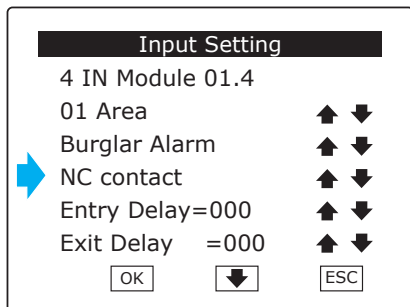 Input Setting
4 IN Module 01.4
01 Area
Burglar Alarm
NC contact
Entry Delay=000
Exit Delay =000
OK ESC